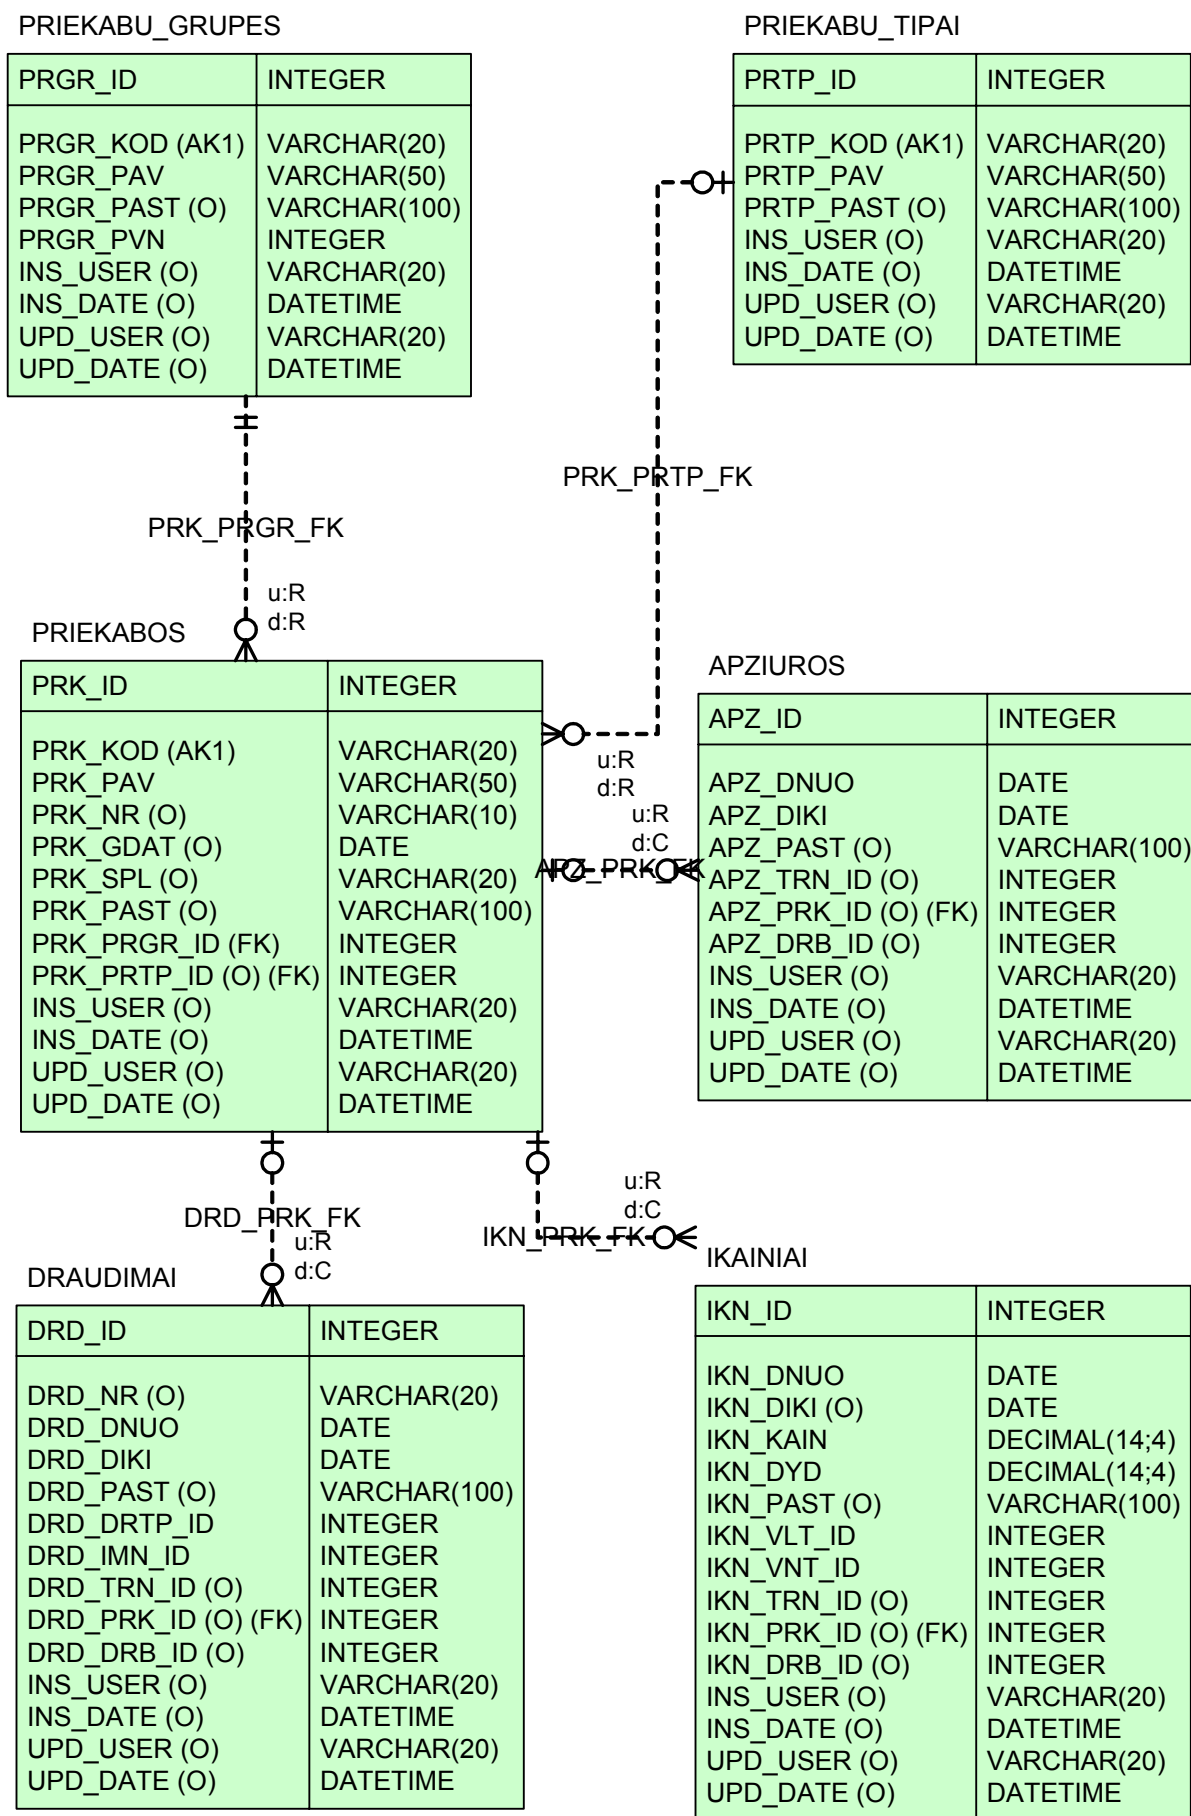 PRIEKABU_GRUPES
PRGR_ID INTEGER
PRGR_KOD (AK1) VARCHAR(20)
PRGR_PAV VARCHAR(50)
PRGR_PAST (O) VARCHAR(100)
PRGR_PVN INTEGER
INS_USER (O) VARCHAR(20)
INS_DATE (O) DATETIME
UPD_USER (O) VARCHAR(20)
UPD_DATE (O) DATETIME
PRIEKABU_TIPAI
PRTP_ID INTEGER
PRTP_KOD (AK1) VARCHAR(20)
PRTP_PAV VARCHAR(50)
PRTP_PAST (O) VARCHAR(100)
INS_USER (O) VARCHAR(20)
INS_DATE (O) DATETIME
UPD_USER (O) VARCHAR(20)
UPD_DATE (O) DATETIME
PRK_PRTP_FK
PRK_PRGR_FK
u:R
d:R
PRIEKABOS
PRK_ID INTEGER
PRK_KOD (AK1) VARCHAR(20)
PRK_PAV VARCHAR(50)
PRK_NR (O) VARCHAR(10)
PRK_GDAT (O) DATE
PRK_SPL (O) VARCHAR(20)
PRK_PAST (O) VARCHAR(100)
PRK_PRGR_ID (FK) INTEGER
PRK_PRTP_ID (O) (FK) INTEGER
INS_USER (O) VARCHAR(20)
INS_DATE (O) DATETIME
UPD_USER (O) VARCHAR(20)
UPD_DATE (O) DATETIME
u:R
d:R
u:R
d:C
APZ_PRK_FK
APZIUROS
APZ_ID INTEGER
APZ_DNUO DATE
APZ_DIKI DATE
APZ_PAST (O) VARCHAR(100)
APZ_TRN_ID (O) INTEGER
APZ_PRK_ID (O) (FK) INTEGER
APZ_DRB_ID (O) INTEGER
INS_USER (O) VARCHAR(20)
INS_DATE (O) DATETIME
UPD_USER (O) VARCHAR(20)
UPD_DATE (O) DATETIME
DRD_PRK_FK
u:R
d:C
IKN_PRK_FK
u:R
d:C
DRAUDIMAI
DRD_ID INTEGER
DRD_NR (O) VARCHAR(20)
DRD_DNUO DATE
DRD_DIKI DATE
DRD_PAST (O) VARCHAR(100)
DRD_DRTP_ID INTEGER
DRD_IMN_ID INTEGER
DRD_TRN_ID (O) INTEGER
DRD_PRK_ID (O) (FK) INTEGER
DRD_DRB_ID (O) INTEGER
INS_USER (O) VARCHAR(20)
INS_DATE (O) DATETIME
UPD_USER (O) VARCHAR(20)
UPD_DATE (O) DATETIME
IKAINIAI
IKN_ID INTEGER
IKN_DNUO DATE
IKN_DIKI (O) DATE
IKN_KAIN DECIMAL(14;4)
IKN_DYD DECIMAL(14;4)
IKN_PAST (O) VARCHAR(100)
IKN_VLT_ID INTEGER
IKN_VNT_ID INTEGER
IKN_TRN_ID (O) INTEGER
IKN_PRK_ID (O) (FK) INTEGER
IKN_DRB_ID (O) INTEGER
INS_USER (O) VARCHAR(20)
INS_DATE (O) DATETIME
UPD_USER (O) VARCHAR(20)
UPD_DATE (O) DATETIME